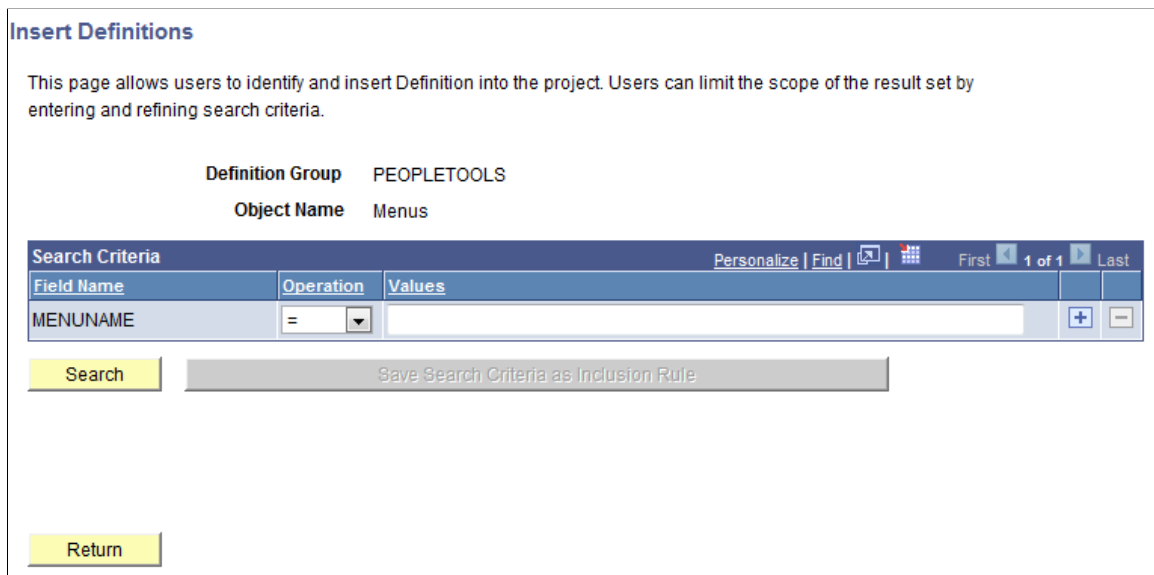 Insert Definitions
This page allows users to identify and insert Definition into the project. Users can limit the scope of the result set by
entering and refining search criteria.
Definition Group PEOPLETOOLS
Object Name Menus
Search Criteria Personalize | Find | | First 1 of 1 Last
Field Name Operation Values
MENUNAME =
Search Save Search Criteria as Inclusion Rule
Return